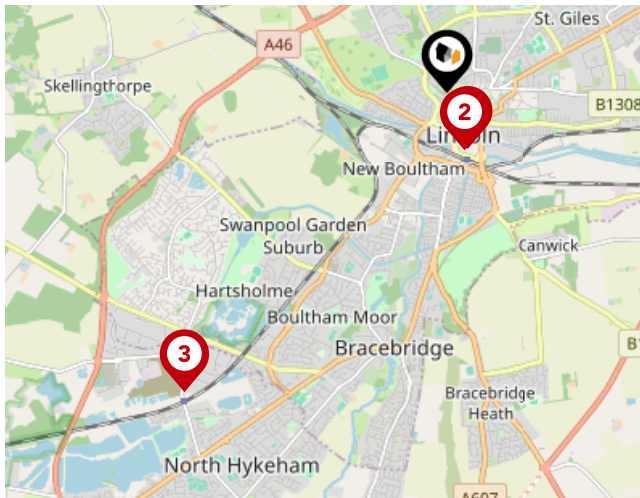 St. Giles
A46
Skellingthorpe
B1308
2
Lincoln
New Boultham
Swanpool Garden
Suburb
Canwick
Hartsholme
Boultham Moor
B1
3
Bracebridge
Bracebridge
Heath
North Hykeham
A607